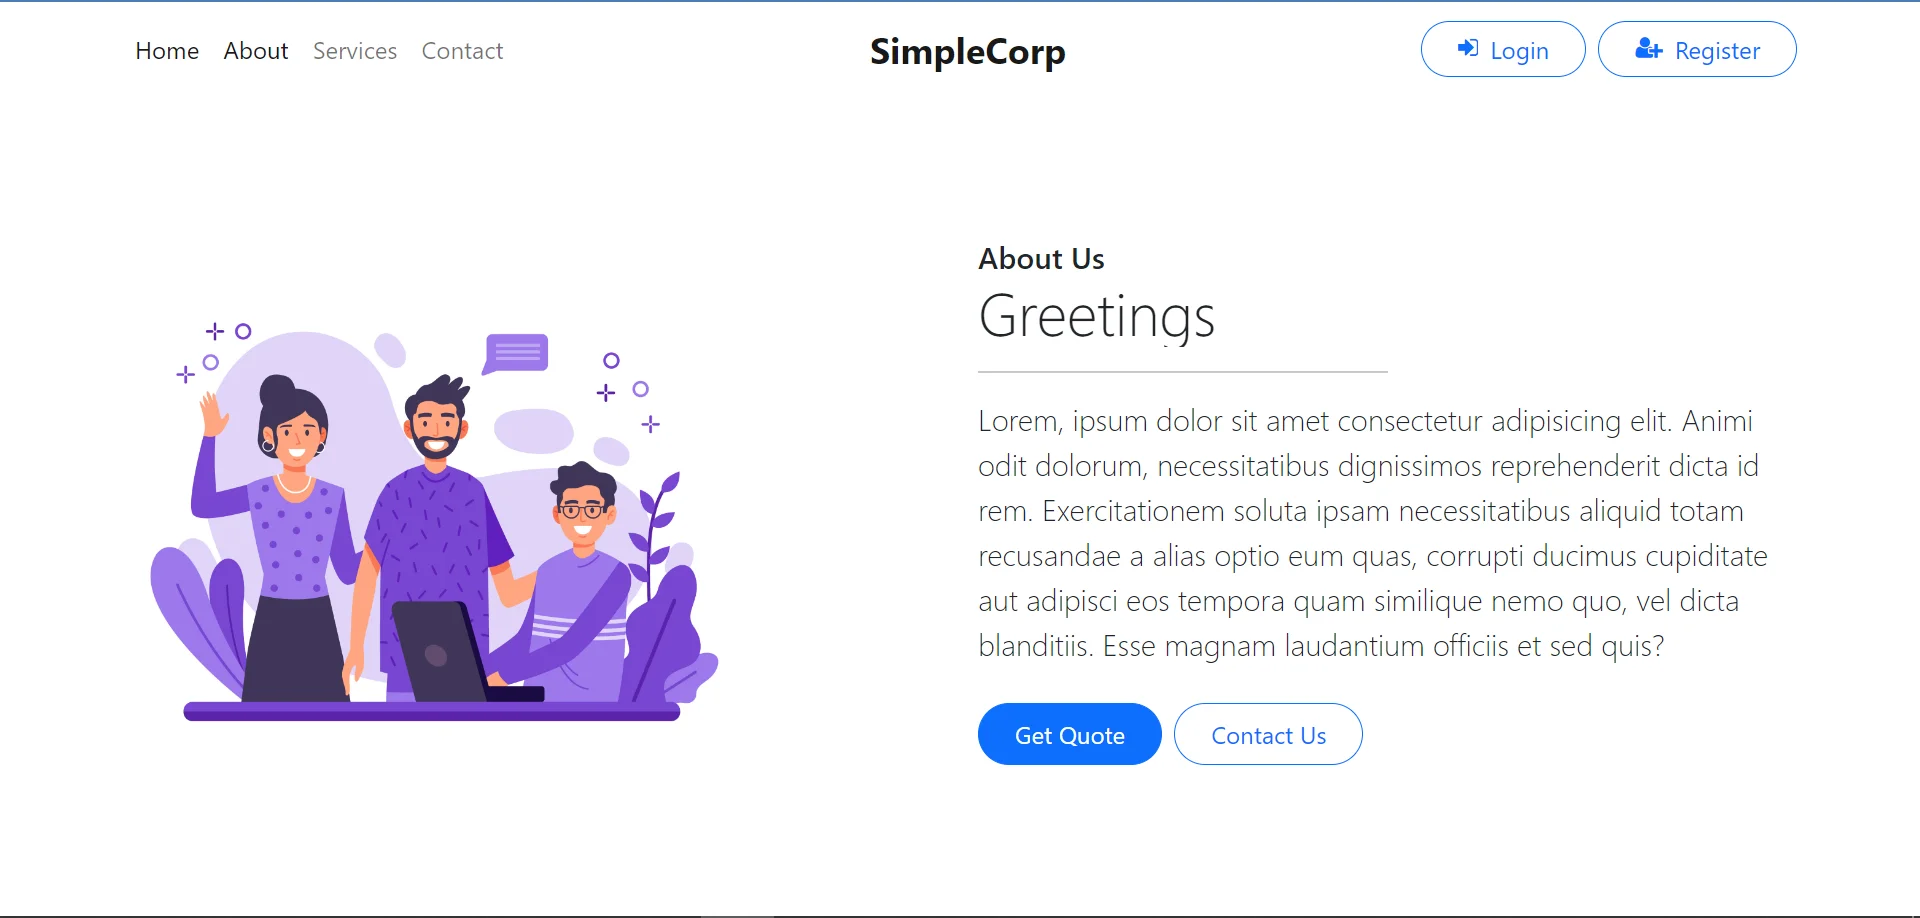 Home About Services Contact
SimpleCorp
Login
Register
About Us
Greetings
Lorem, ipsum dolor sit amet consectetur adipisicing elit. Animi
odit dolorum, necessitatibus dignissimos reprehenderit dicta id
rem. Exercitationem soluta ipsam necessitatibus aliquid totam
recusandae a alias optio eum quas, corrupti ducimus cupiditate
aut adipisci eos tempora quam similique nemo quo, vel dicta
blanditiis. Esse magnam laudantium officiis et sed quis?
Get Quote
Contact Us